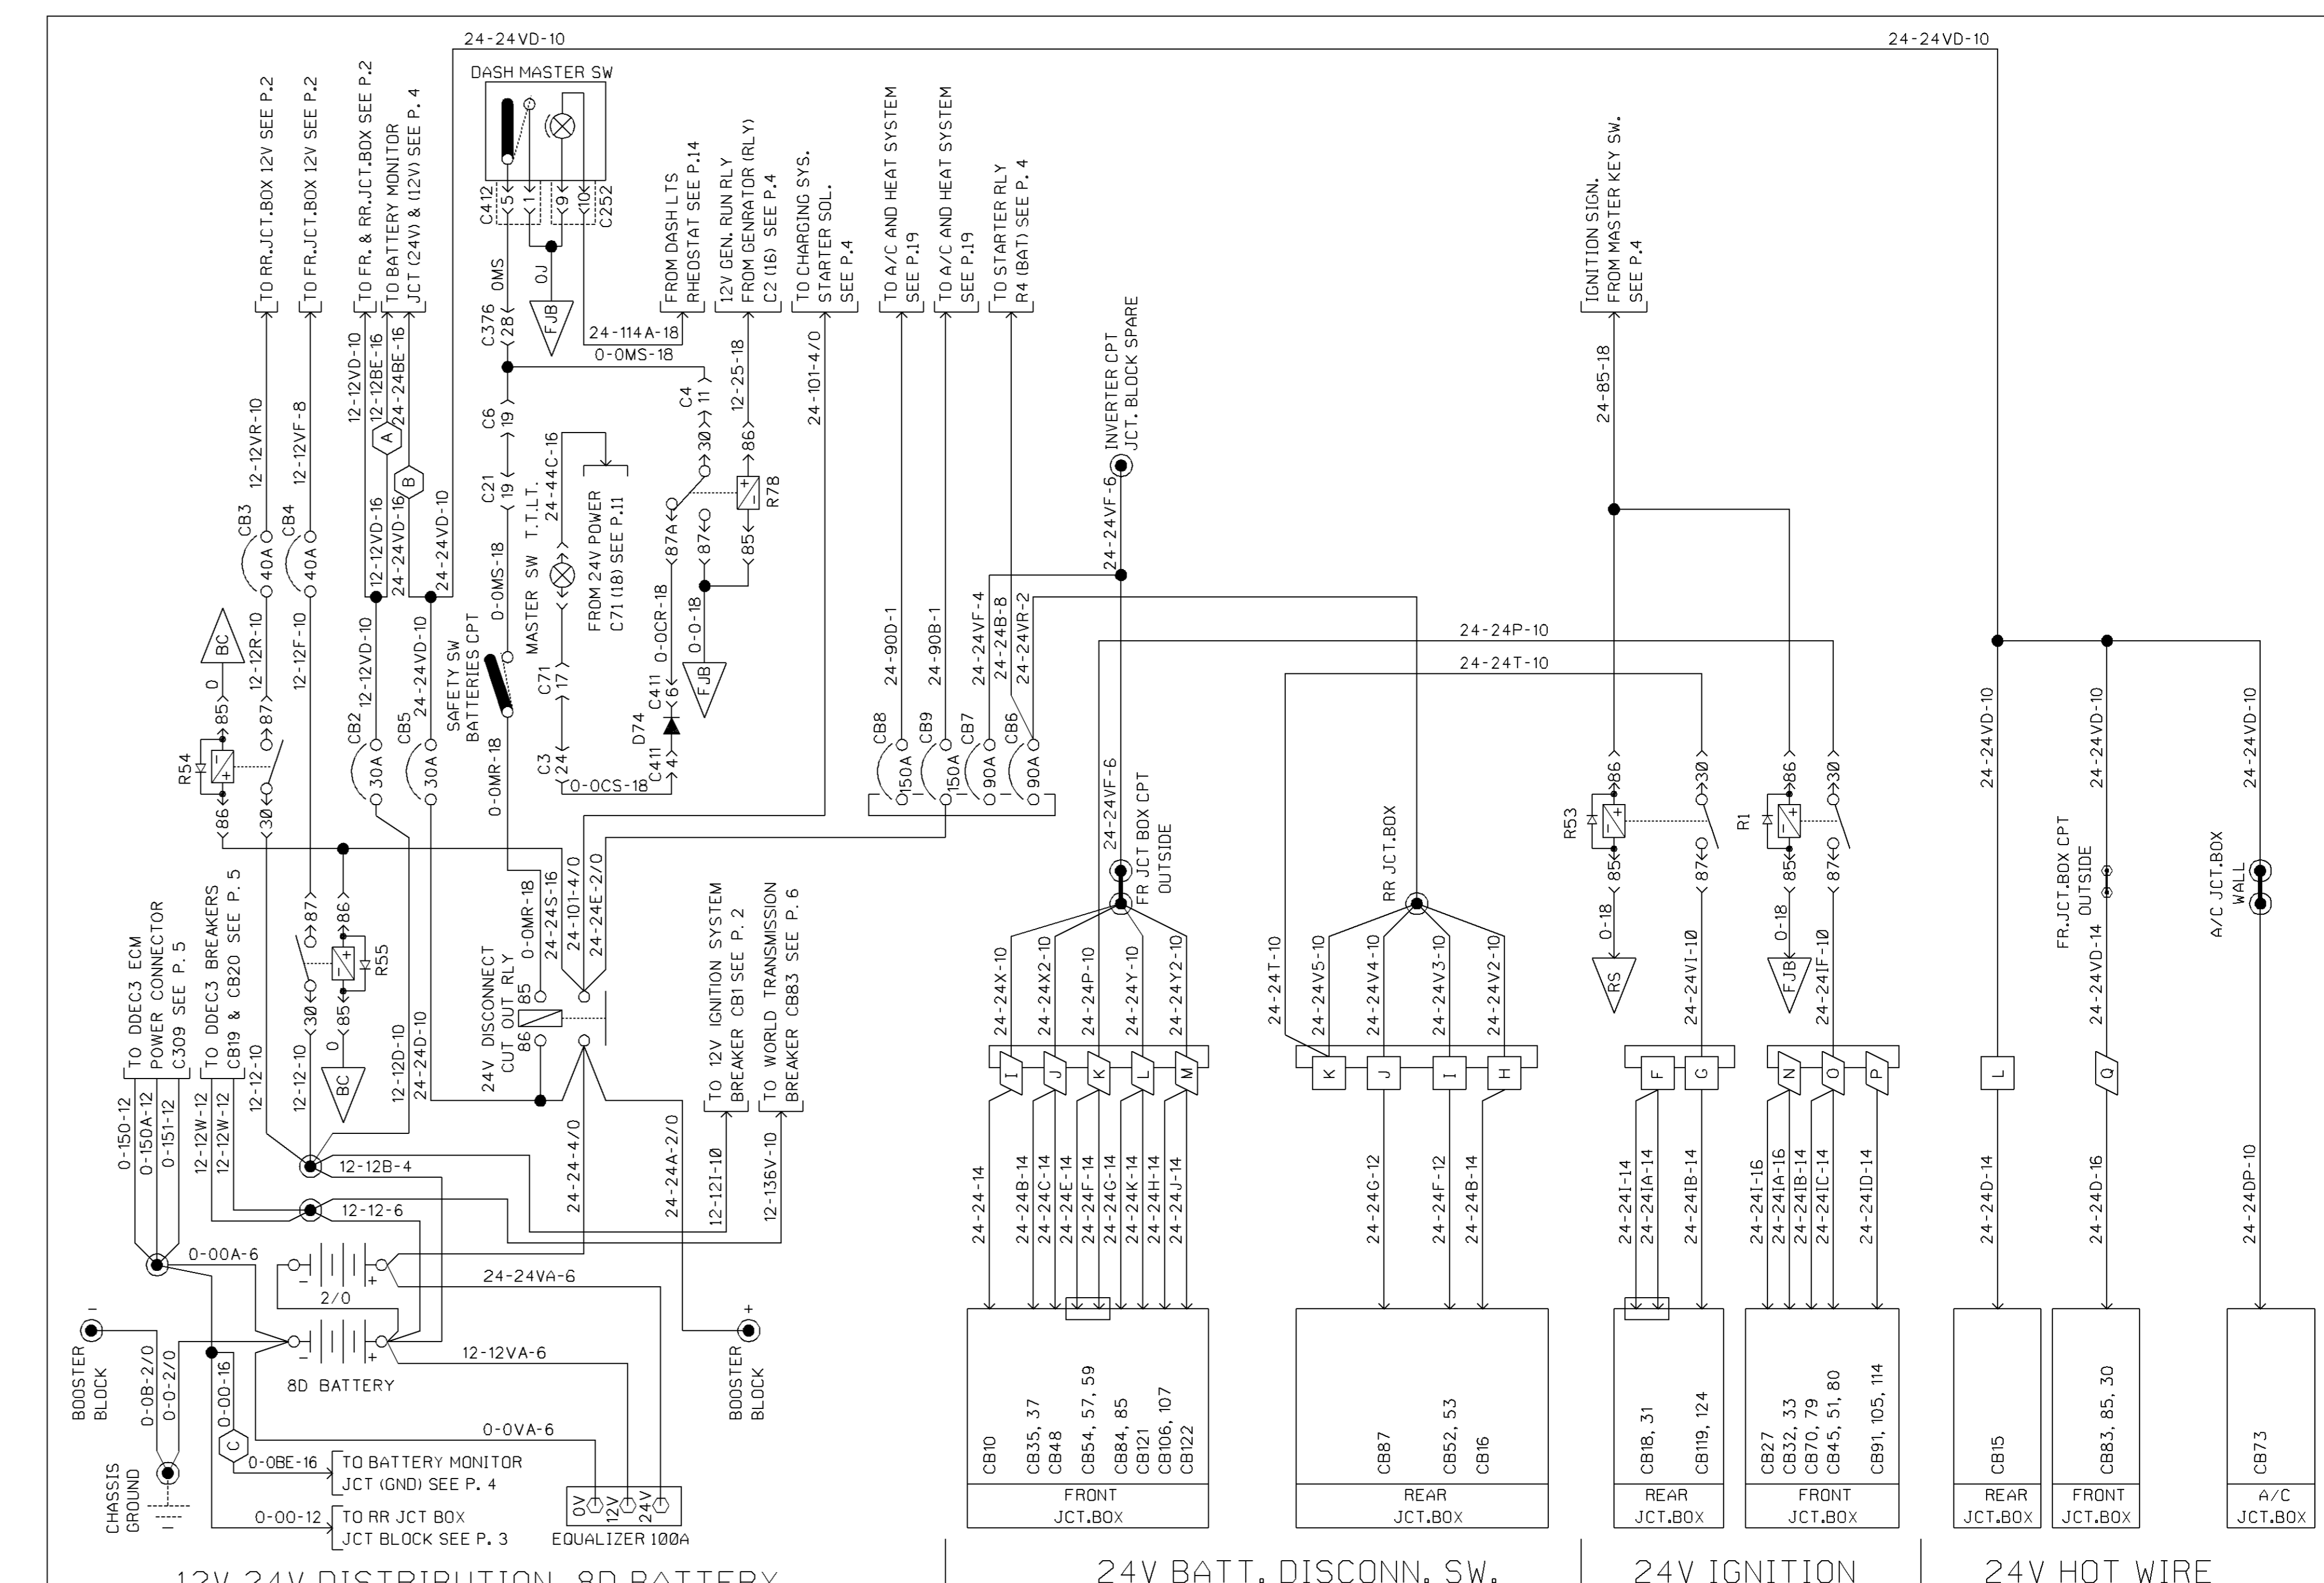 24-24VD-10
24-24VD-10
DASH MASTER SW
TO RR.JCT.BOX 12V SEE P.2
TO FR.JCT.BOX 12V SEE P.2
TO FR. & RR.JCT.BOX SEE P.2
TO BATTERY MONITOR
JCT (24V) & (12V) SEE P. 4
C412
5
1
9
10
C252
0MS
0J
FJB
C376
28
24-114A-18
0-0MS-18
FROM DASH LTS
RHEOSTAT SEE P.14
12V GEN. RUN RLY
FROM GENRATOR (RLY)
C2 (16) SEE P.4
TO CHARGING SYS.
STARTER SOL.
SEE P.4
TO A/C AND HEAT SYSTEM
SEE P.19
TO A/C AND HEAT SYSTEM
SEE P.19
TO STARTER RLY
R4 (BAT) SEE P. 4
INVERTER CPT
JCT. BLOCK SPARE
IGNITION SIGN.
FROM MASTER KEY SW.
SEE P.4
12-12VR-10
12-12VF-8
12-12VD-10
12-12BE-16
24-24BE-16
A
B
C6
19
C21
19
C4
11
30
12-25-18
24-101-4/0
86
R78
85
87A
87
24-85-18
CB3
40A
CB4
40A
12-12VD-16
24-24VD-16
24-24VD-10
0-0MS-18
MASTER SW T.T.LT.
24-44C-16
FROM 24V POWER
C71 (18) SEE P.11
0-0CR-18
0-0-18
FJB
24-24VF-6
BC
0
85
12-12R-10
87
12-12F-10
12-12VD-10
24-24VD-10
SAFETY SW
BATTERIES CPT
C71
17
C3
24
D74
C411
6
C411
4
0-0CS-18
24-90D-1
24-90B-1
24-24VF-4
24-24B-8
24-24VR-2
24-24P-10
24-24T-10
R54
86
30
CB2
30A
CB5
30A
0-0MR-18
CB8
150A
CB9
150A
CB7
90A
CB6
90A
24-24VF-6
FR JCT BOX CPT
OUTSIDE
RR JCT.BOX
R53
86
85
30
87
R1
86
85
30
87
24-24VD-10
24-24VD-10
24-24VD-10
FR.JCT.BOX CPT
OUTSIDE
A/C JCT.BOX
WALL
TO DDEC3 ECM
POWER CONNECTOR
C309 SEE P. 5
TO DDEC3 BREAKERS
CB19 & CB20 SEE P. 5
87
30
86
85
R55
0
BC
24V DISCONNECT
CUT OUT RLY
86
85
0-0MR-18
24-24S-16
24-101-4/0
24-24E-2/0
TO 12V IGNITION SYSTEM
BREAKER CB1 SEE P. 2
TO WORLD TRANSMISSION
BREAKER CB83 SEE P. 6
24-24X-10
24-24X2-10
24-24P-10
24-24Y-10
24-24Y2-10
24-24T-10
24-24V5-10
24-24V4-10
24-24V3-10
24-24V2-10
0-18
RS
24-24VI-10
0-18
FJB
24-24IF-10
24-24VD-14
I
J
K
L
M
K
J
I
H
F
G
N
O
P
L
Q
0-150-12
0-150A-12
0-151-12
12-12W-12
12-12W-12
12-12-10
12-12-10
12-12D-10
24-24D-10
12-12B-4
12-12-6
24-24-4/0
24-24A-2/0
12-12I-10
12-136V-10
24-24-14
24-24B-14
24-24C-14
24-24E-14
24-24F-14
24-24G-14
24-24K-14
24-24H-14
24-24J-14
24-24G-12
24-24F-12
24-24B-14
24-24I-14
24-24IA-14
24-24IB-14
24-24I-16
24-24IA-16
24-24IB-14
24-24IC-14
24-24ID-14
24-24D-14
24-24D-16
24-24DP-10
0-00A-6
24-24VA-6
2/0
8D BATTERY
12-12VA-6
BOOSTER
BLOCK
0-0B-2/0
0-0-2/0
0-00-16
C
0-0VA-6
BOOSTER
BLOCK
CHASSIS
GROUND
0-0BE-16
TO BATTERY MONITOR
JCT (GND) SEE P. 4
0-00-12
TO RR JCT BOX
JCT BLOCK SEE P. 3
0V
12V
24V
EQUALIZER 100A
CB10
CB35, 37
CB48
CB54, 57, 59
CB84, 85
CB121
CB106, 107
CB122
FRONT
JCT.BOX
CB87
CB52, 53
CB16
REAR
JCT.BOX
CB18, 31
CB119, 124
REAR
JCT.BOX
CB27
CB32, 33
CB70, 79
CB45, 51, 80
CB91, 105, 114
FRONT
JCT.BOX
CB15
REAR
JCT.BOX
CB83, 85, 30
FRONT
JCT.BOX
CB73
A/C
JCT.BOX
12V 24V DISTRIBUTION 8D BATTERY
24V BATT. DISCONN. SW.
24V IGNITION
24V HOT WIRE